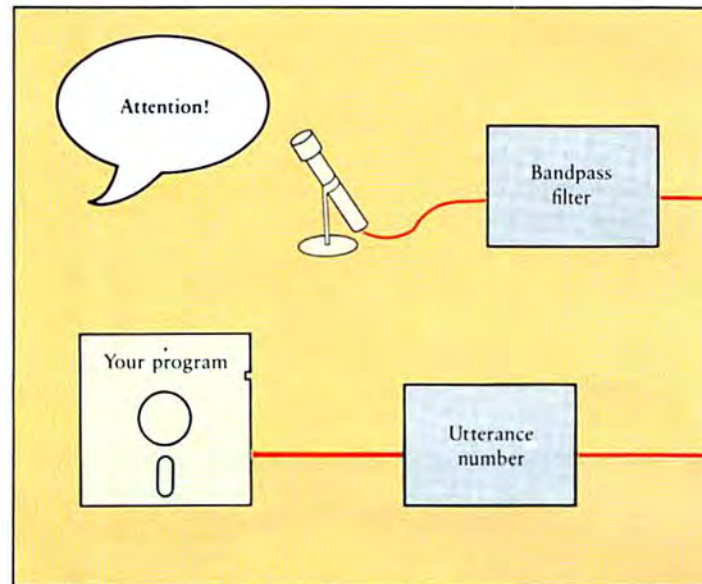 Attention!
Bandpass
filter
Your program
Utterance
number